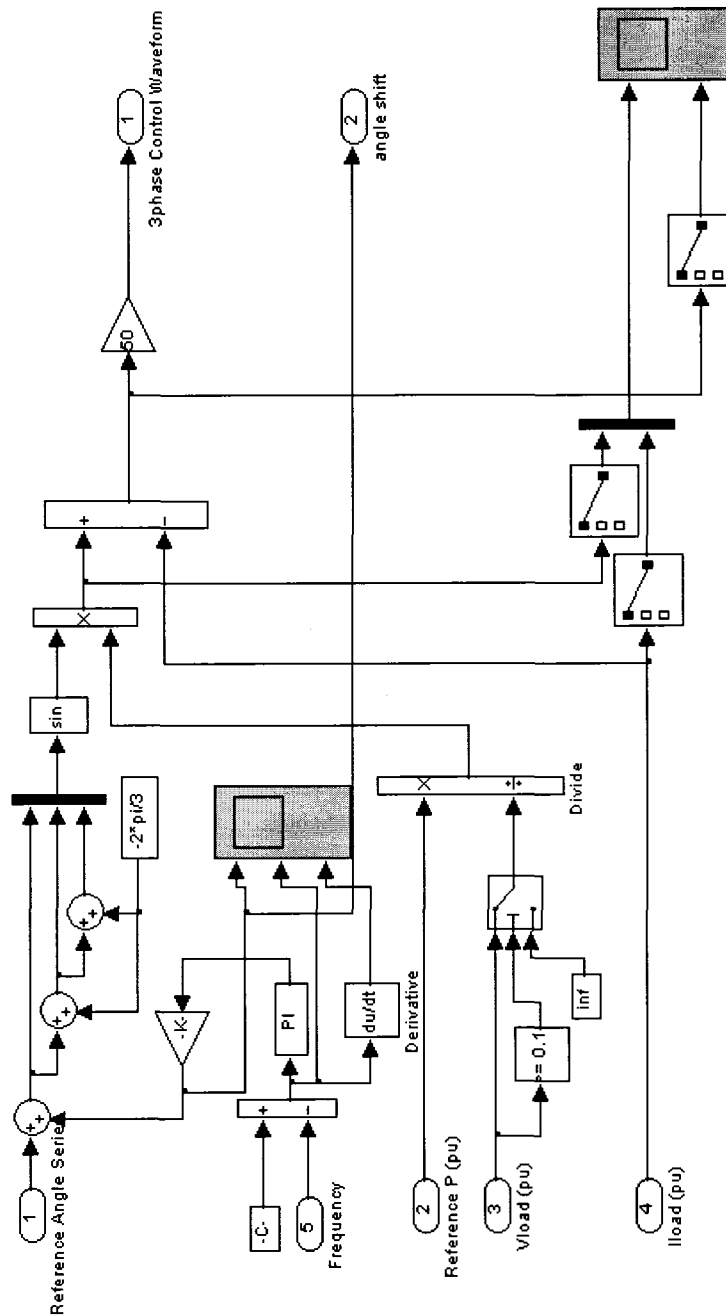 1
3phase Control Waveform
2
angle shift
50
+
−
×
sin
-2*pi/3
+
+
+
+
+
+
1
Reference Angle Serie
-K-
PI
du/dt
Derivative
+
−
-C-
5
Frequency
×
÷
Divide
2
Reference P (pu)
3
Vload (pu)
>= 0.1
inf
4
Iload (pu)